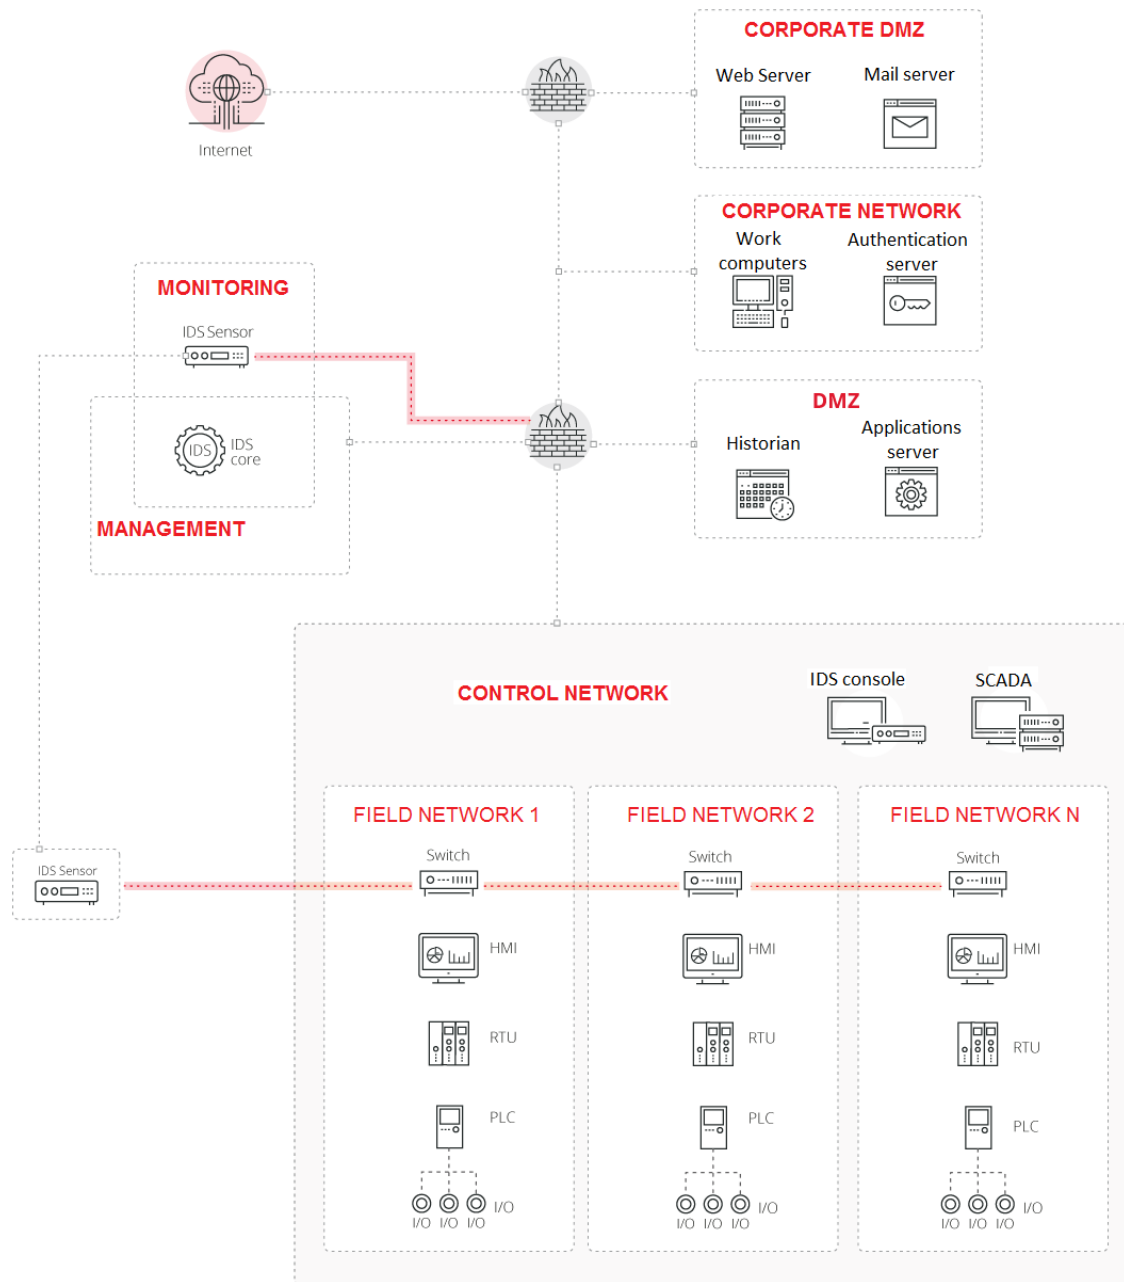 CORPORATE DMZ
Web Server
Mail server
Internet
CORPORATE NETWORK
Work
computers
Authentication
server
MONITORING
IDS Sensor
IDS
IDS
core
MANAGEMENT
DMZ
Historian
Applications
server
CONTROL NETWORK
IDS console
SCADA
FIELD NETWORK 1
FIELD NETWORK 2
FIELD NETWORK N
IDS Sensor
Switch
Switch
Switch
HMI
HMI
HMI
RTU
RTU
RTU
PLC
PLC
PLC
I/O
I/O
I/O
I/O I/O I/O
I/O I/O I/O
I/O I/O I/O